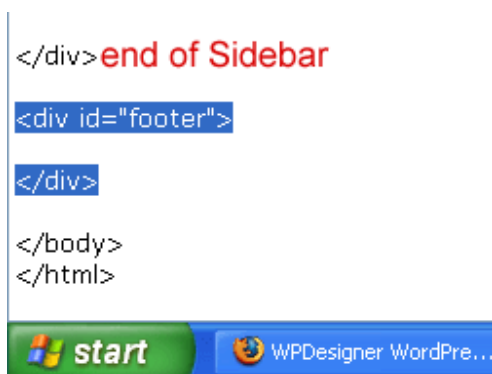 </div>end of Sidebar
<div id="footer">
</div>
</body>
</html>
start
WPDesigner WordPre...